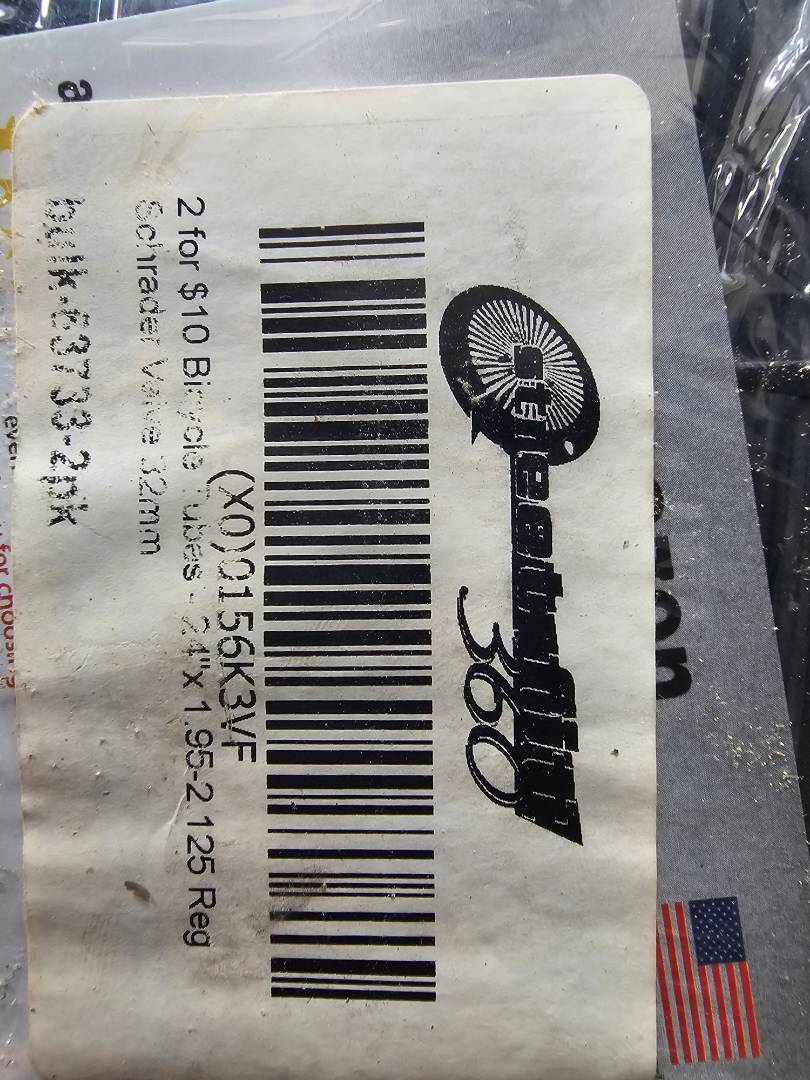 360
(X0)0156K3VF
2 for $10 Bicycle Tubes - 24"x 1.95-2.125 Reg
Schrader Valve 32mm
bulk-63733-2pk